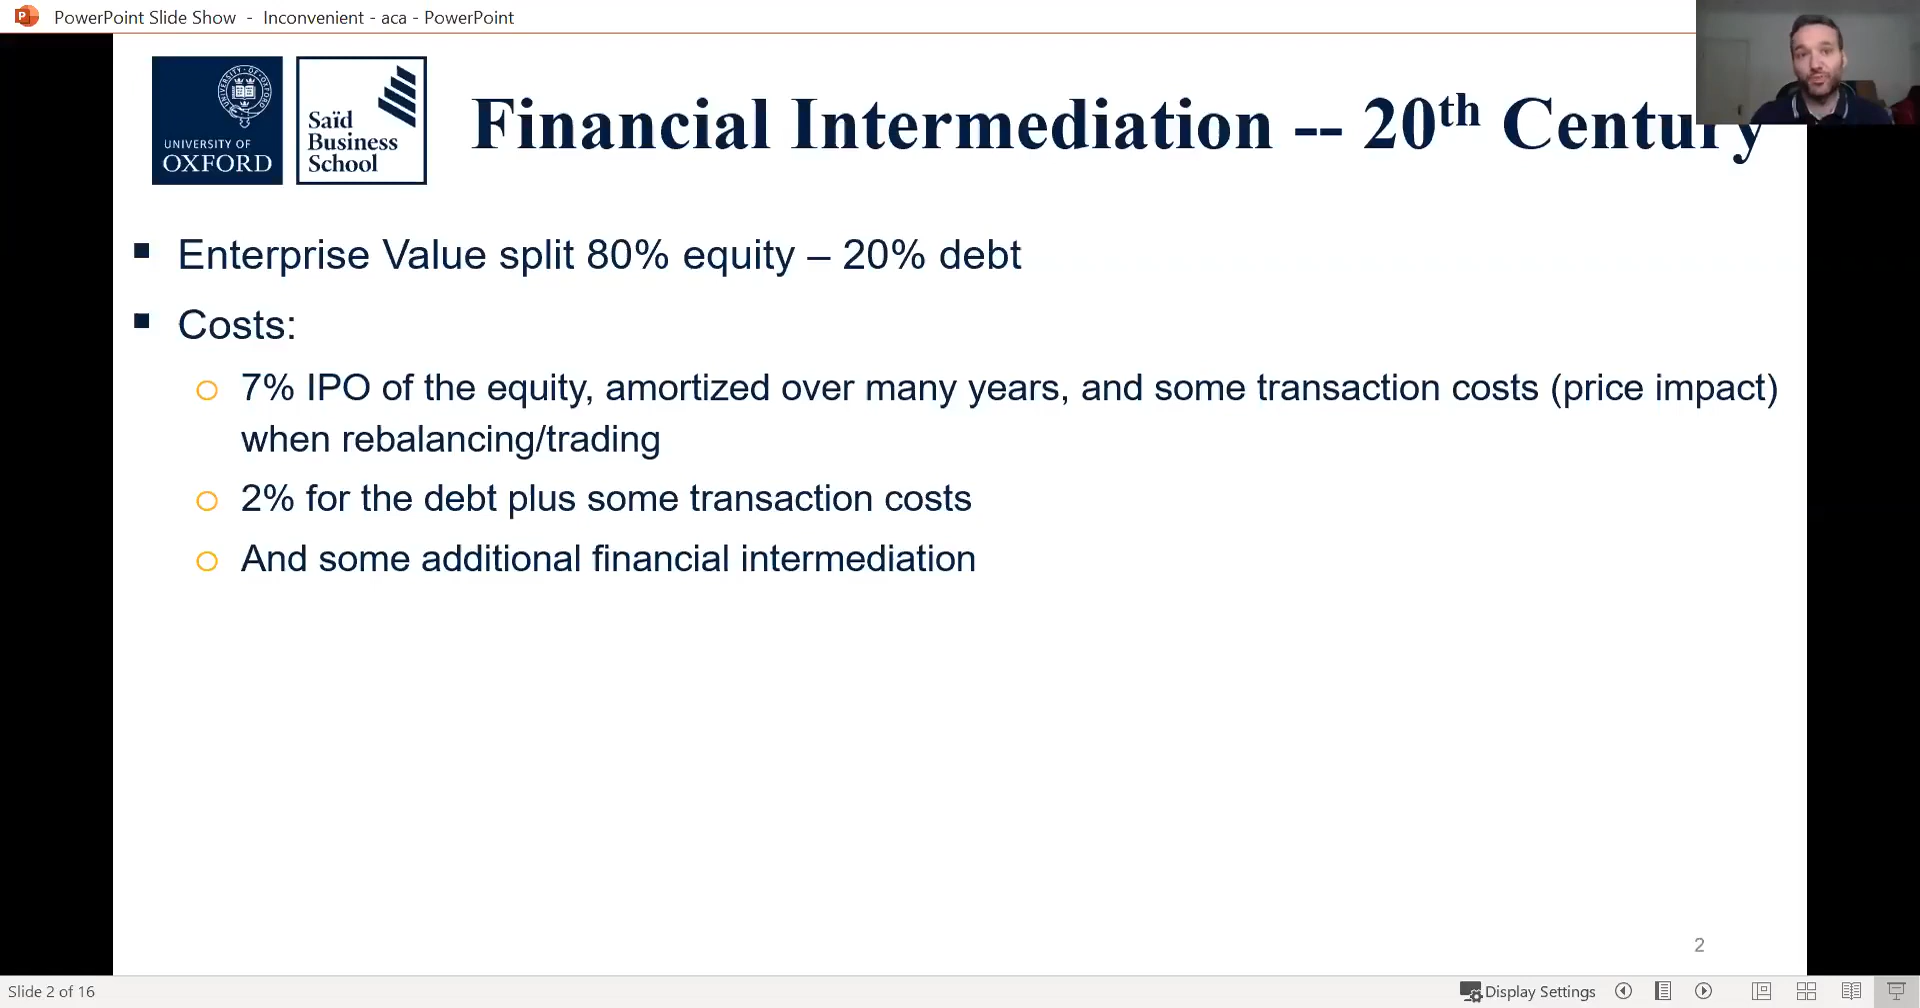 PowerPoint Slide Show - Inconvenient - aca - PowerPoint
UNIVERSITY OF
OXFORD
Saïd
Business
School
Financial Intermediation -- 20th Century
Enterprise Value split 80% equity – 20% debt
Costs:
7% IPO of the equity, amortized over many years, and some transaction costs (price impact)
when rebalancing/trading
2% for the debt plus some transaction costs
And some additional financial intermediation
2
Slide 2 of 16
Display Settings